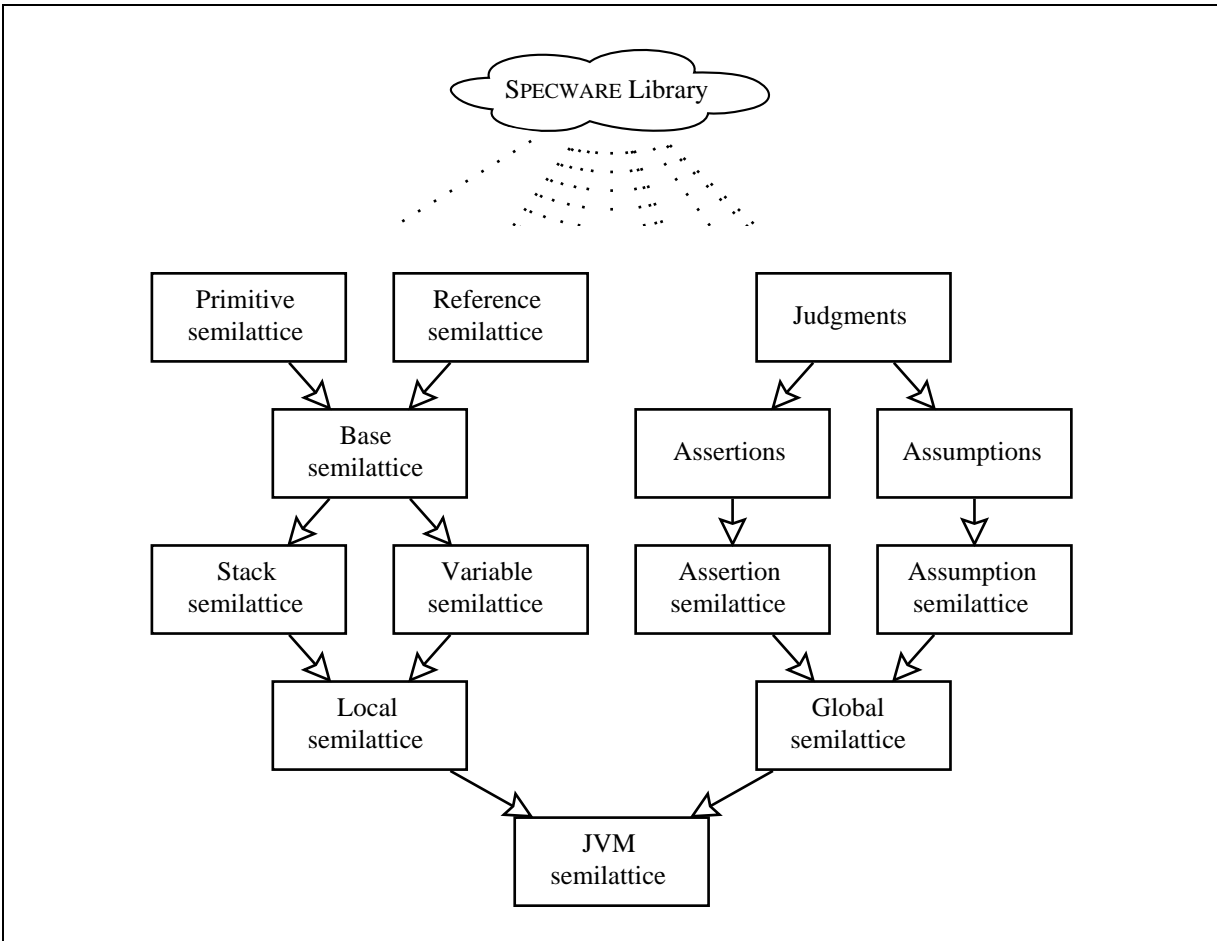 SPECWARE Library
Primitive
semilattice
Reference
semilattice
Judgments
Base
semilattice
Assertions
Assumptions
Stack
semilattice
Variable
semilattice
Assertion
semilattice
Assumption
semilattice
Local
semilattice
Global
semilattice
JVM
semilattice